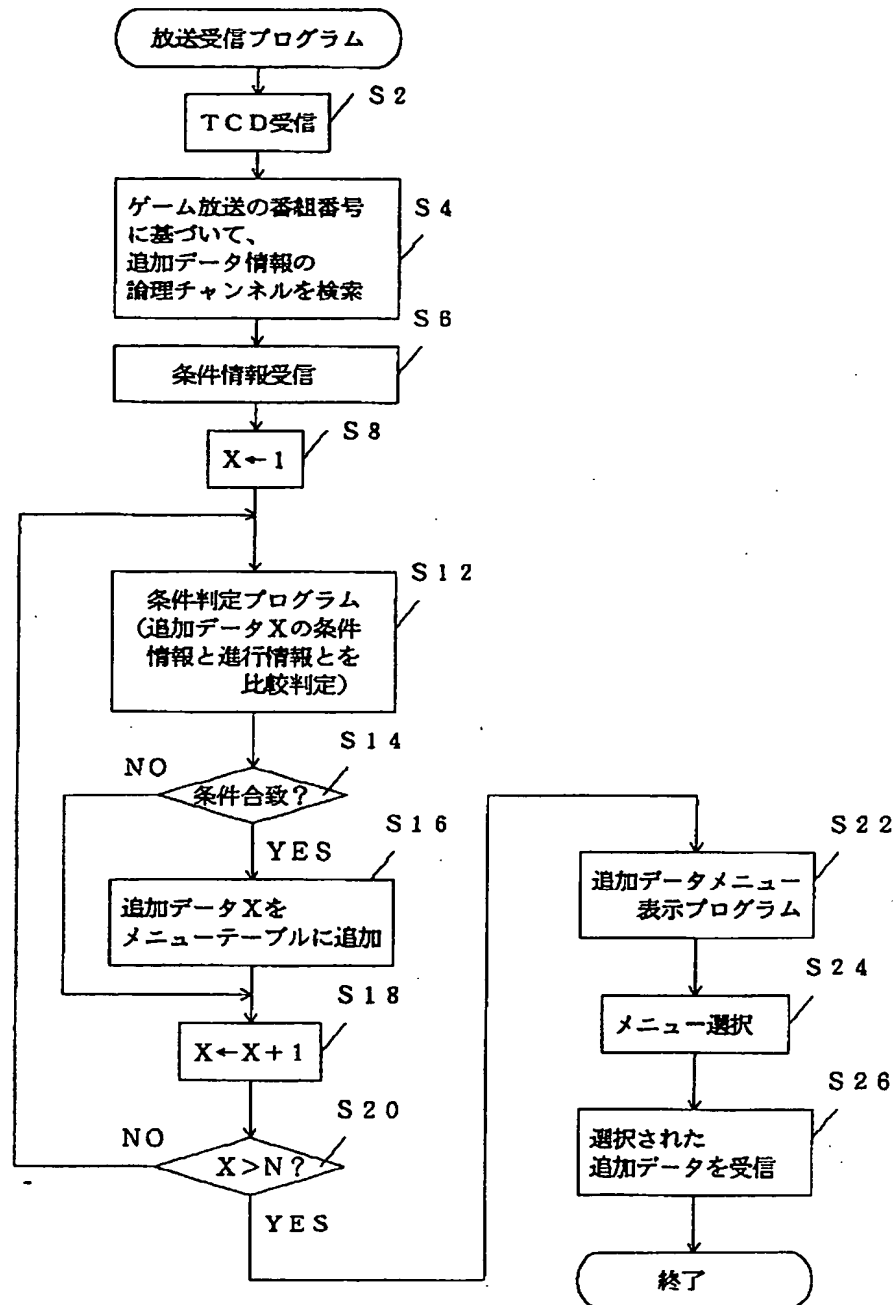 放送受信プログラム
S2
TCD受信
S4
ゲーム放送の番組番号
に基づいて、
追加データ情報の
論理チャンネルを検索
S6
条件情報受信
S8
X←1
S12
条件判定プログラム
(追加データXの条件
情報と進行情報とを
比較判定)
S14
NO
条件合致?
YES
S16
追加データXを
メニューテーブルに追加
S18
X←X+1
S20
NO
X>N?
YES
S22
追加データメニュー
表示プログラム
S24
メニュー選択
S26
選択された
追加データを受信
終了